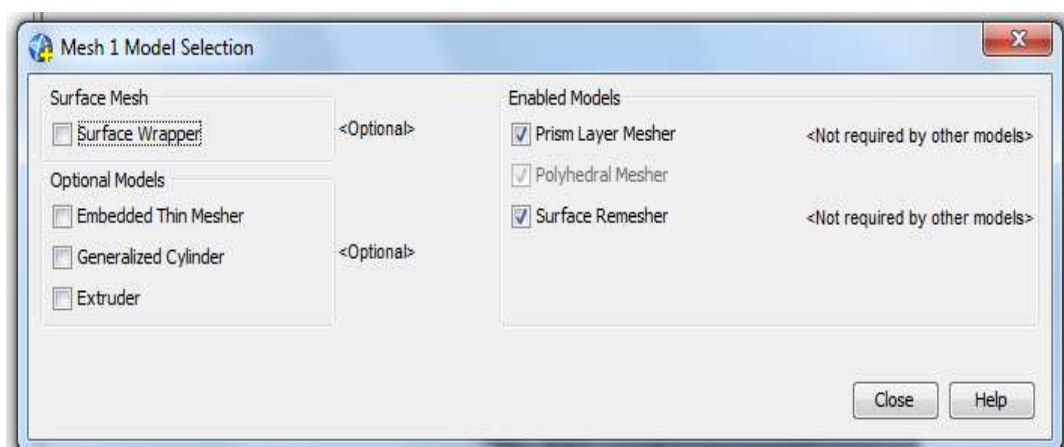 Mesh 1 Model Selection
Surface Mesh
Surface Wrapper
<Optional>
Optional Models
Embedded Thin Mesher
Generalized Cylinder
<Optional>
Extruder
Enabled Models
Prism Layer Mesher
<Not required by other models>
Polyhedral Mesher
Surface Remesher
<Not required by other models>
Close
Help